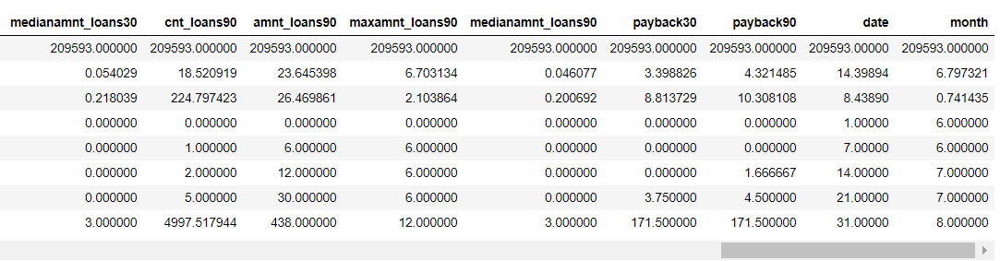 medianamnt_loans30 cnt_loans90 amnt_loans90 maxamnt_loans90 medianamnt_loans90 payback30 payback90 date month
209593.000000 209593.000000 209593.000000 209593.000000 209593.000000 209593.000000 209593.000000 209593.00000 209593.000000
0.054029 18.520919 23.645398 6.703134 0.046077 3.398826 4.321485 14.39894 6.797321
0.218039 224.797423 26.469861 2.103864 0.200692 8.813729 10.308108 8.43890 0.741435
0.000000 0.000000 0.000000 0.000000 0.000000 0.000000 0.000000 1.00000 6.000000
0.000000 1.000000 6.000000 6.000000 0.000000 0.000000 0.000000 7.00000 6.000000
0.000000 2.000000 12.000000 6.000000 0.000000 0.000000 1.666667 14.00000 7.000000
0.000000 5.000000 30.000000 6.000000 0.000000 3.750000 4.500000 21.00000 7.000000
3.000000 4997.517944 438.000000 12.000000 3.000000 171.500000 171.500000 31.00000 8.000000